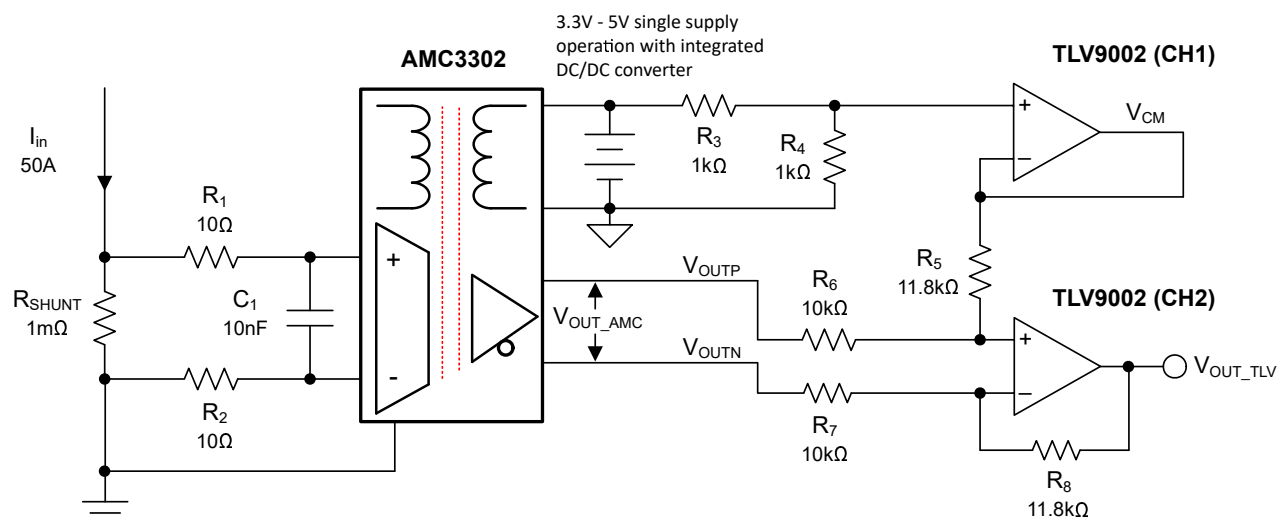 3.3V - 5V single supply
operation with integrated
DC/DC converter
AMC3302
TLV9002 (CH1)
I_in
50A
R_1
10Ω
R_SHUNT
1mΩ
C_1
10nF
R_2
10Ω
+
-
R_3
1kΩ
R_4
1kΩ
+
−
V_CM
R_5
11.8kΩ
V_OUTP
V_OUT_AMC
V_OUTN
R_6
10kΩ
R_7
10kΩ
TLV9002 (CH2)
+
−
V_OUT_TLV
R_8
11.8kΩ